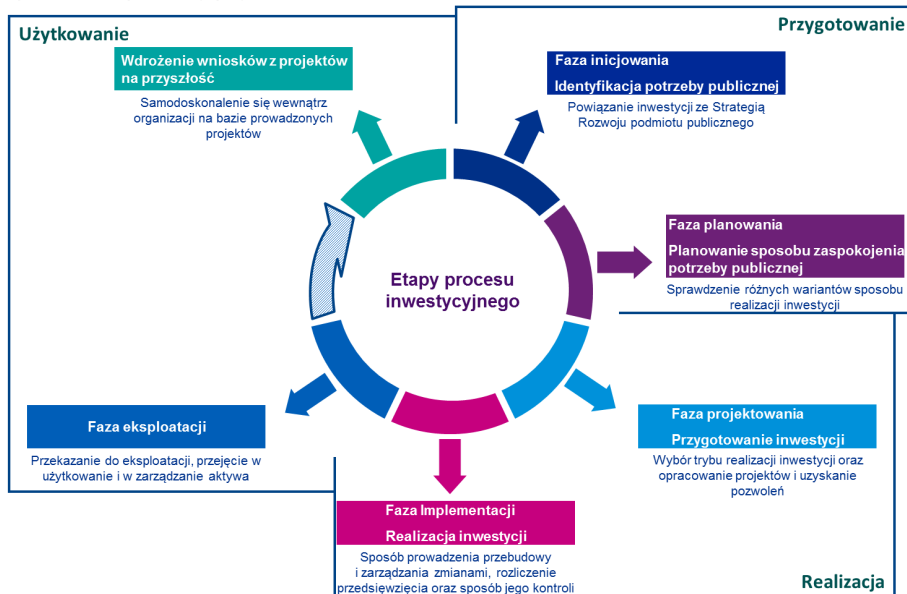 Użytkowanie
Przygotowanie
Wdrożenie wniosków z projektów
na przyszłość
Samodoskonalenie się wewnątrz
organizacji na bazie prowadzonych
projektów
Faza inicjowania
Identyfikacja potrzeby publicznej
Powiązanie inwestycji ze Strategią
Rozwoju podmiotu publicznego
Faza planowania
Planowanie sposobu zaspokojenia
potrzeby publicznej
Sprawdzenie różnych wariantów sposobu
realizacji inwestycji
Etapy procesu
inwestycyjnego
Faza eksploatacji
Przekazanie do eksploatacji, przejęcie w
użytkowanie i w zarządzanie aktywa
Faza projektowania
Przygotowanie inwestycji
Wybór trybu realizacji inwestycji oraz
opracowanie projektów i uzyskanie
pozwoleń
Faza Implementacji
Realizacja inwestycji
Sposób prowadzenia przebudowy
i zarządzania zmianami, rozliczenie
przedsięwzięcia oraz sposób jego kontroli
Realizacja